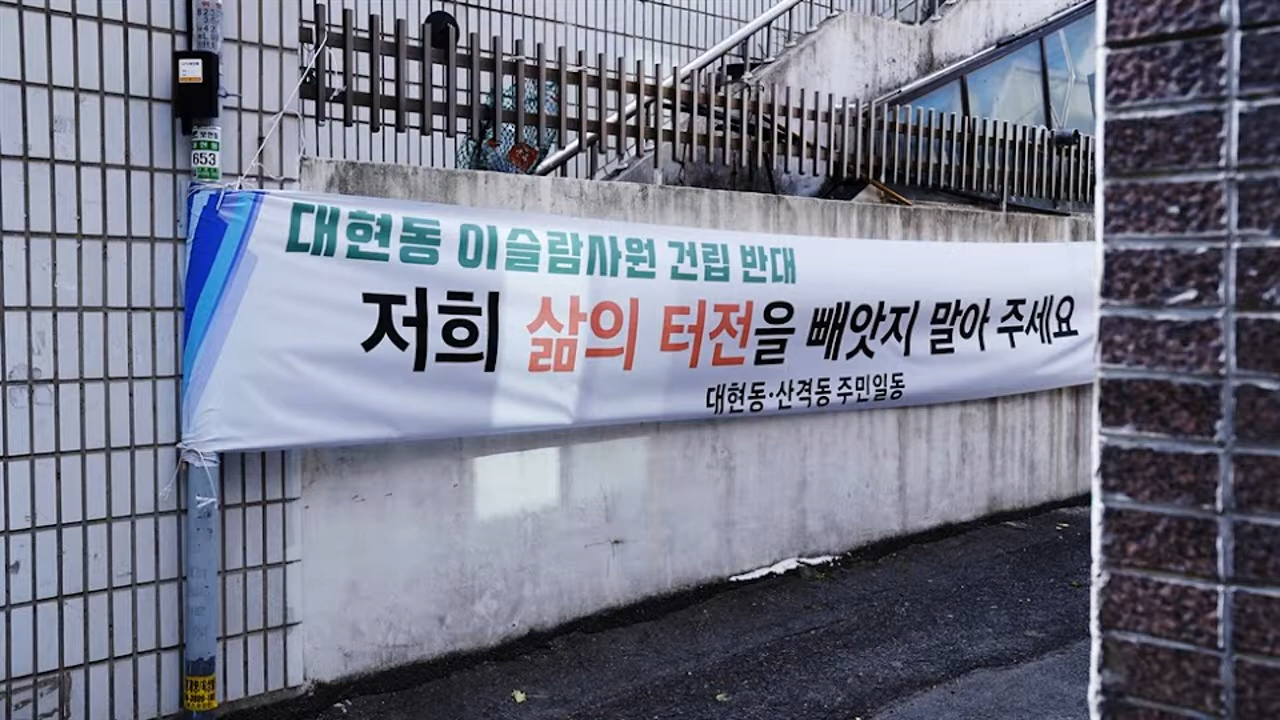 653
대현동 이슬람사원 건립 반대
저희 삶의 터전을 빼앗지 말아 주세요
대현동·산격동 주민일동